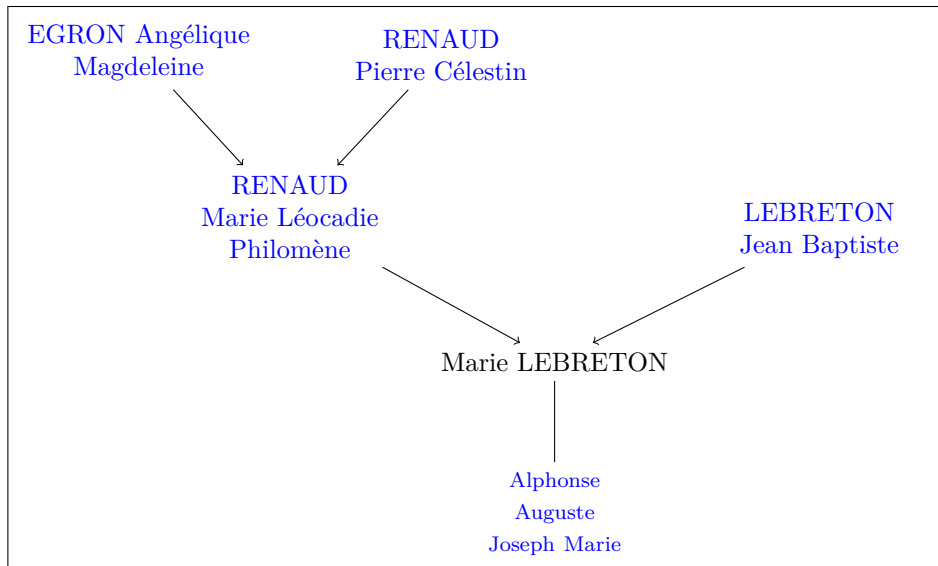 EGRON Angélique
Magdeleine
RENAUD
Pierre Célestin
RENAUD
Marie Léocadie
Philomène
LEBRETON
Jean Baptiste
Marie LEBRETON
Alphonse
Auguste
Joseph Marie